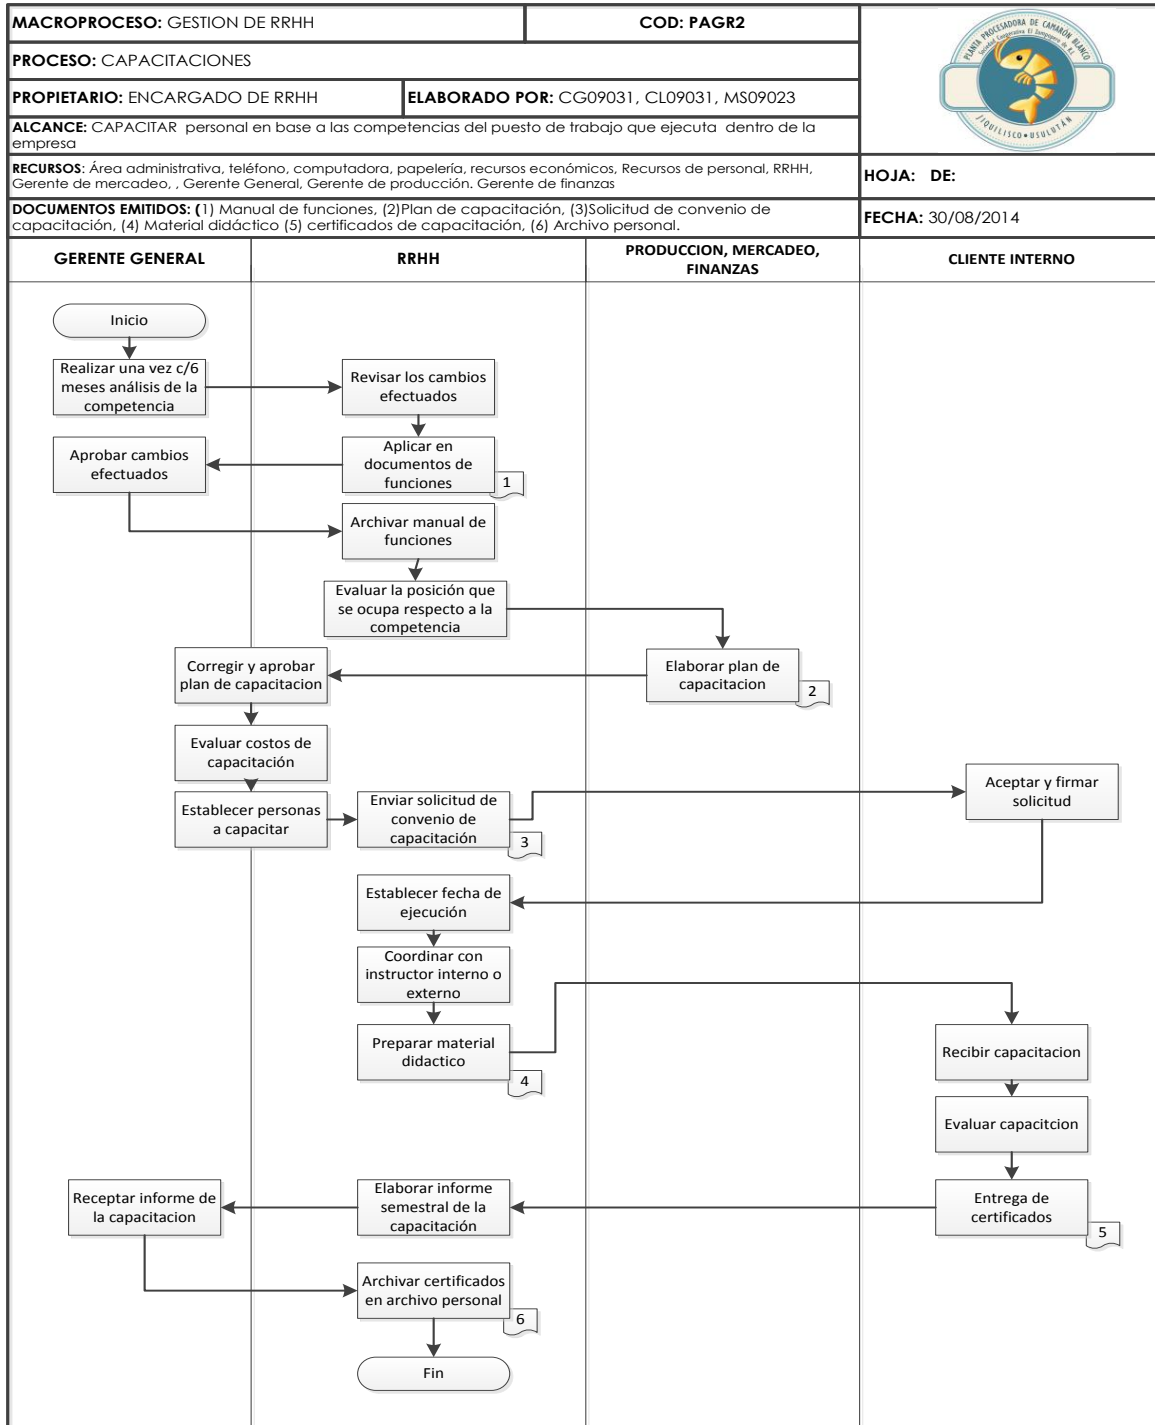 MACROPROCESO: GESTION DE RRHH
COD: PAGR2
PLANTA PROCESADORA DE CAMARÓN BLANCO
JIQUILISCO • USULUTÁN
PROCESO: CAPACITACIONES
PROPIETARIO: ENCARGADO DE RRHH
ELABORADO POR: CG09031, CL09031, MS09023
ALCANCE: CAPACITAR personal en base a las competencias del puesto de trabajo que ejecuta dentro de la
empresa
RECURSOS: Área administrativa, teléfono, computadora, papelería, recursos económicos, Recursos de personal, RRHH,
Gerente de mercadeo, , Gerente General, Gerente de producción. Gerente de finanzas
HOJA: DE:
DOCUMENTOS EMITIDOS: (1) Manual de funciones, (2)Plan de capacitación, (3)Solicitud de convenio de
capacitación, (4) Material didáctico (5) certificados de capacitación, (6) Archivo personal.
FECHA: 30/08/2014
GERENTE GENERAL
RRHH
PRODUCCION, MERCADEO,
FINANZAS
CLIENTE INTERNO
Inicio
Realizar una vez c/6
meses análisis de la
competencia
Revisar los cambios
efectuados
Aprobar cambios
efectuados
Aplicar en
documentos de
funciones
1
Archivar manual de
funciones
Evaluar la posición que
se ocupa respecto a la
competencia
Corregir y aprobar
plan de capacitacion
Elaborar plan de
capacitacion
2
Evaluar costos de
capacitación
Establecer personas
a capacitar
Enviar solicitud de
convenio de
capacitación
3
Aceptar y firmar
solicitud
Establecer fecha de
ejecución
Coordinar con
instructor interno o
externo
Preparar material
didactico
4
Recibir capacitacion
Evaluar capacitcion
Receptar informe de
la capacitacion
Elaborar informe
semestral de la
capacitación
Entrega de
certificados
5
Archivar certificados
en archivo personal
6
Fin